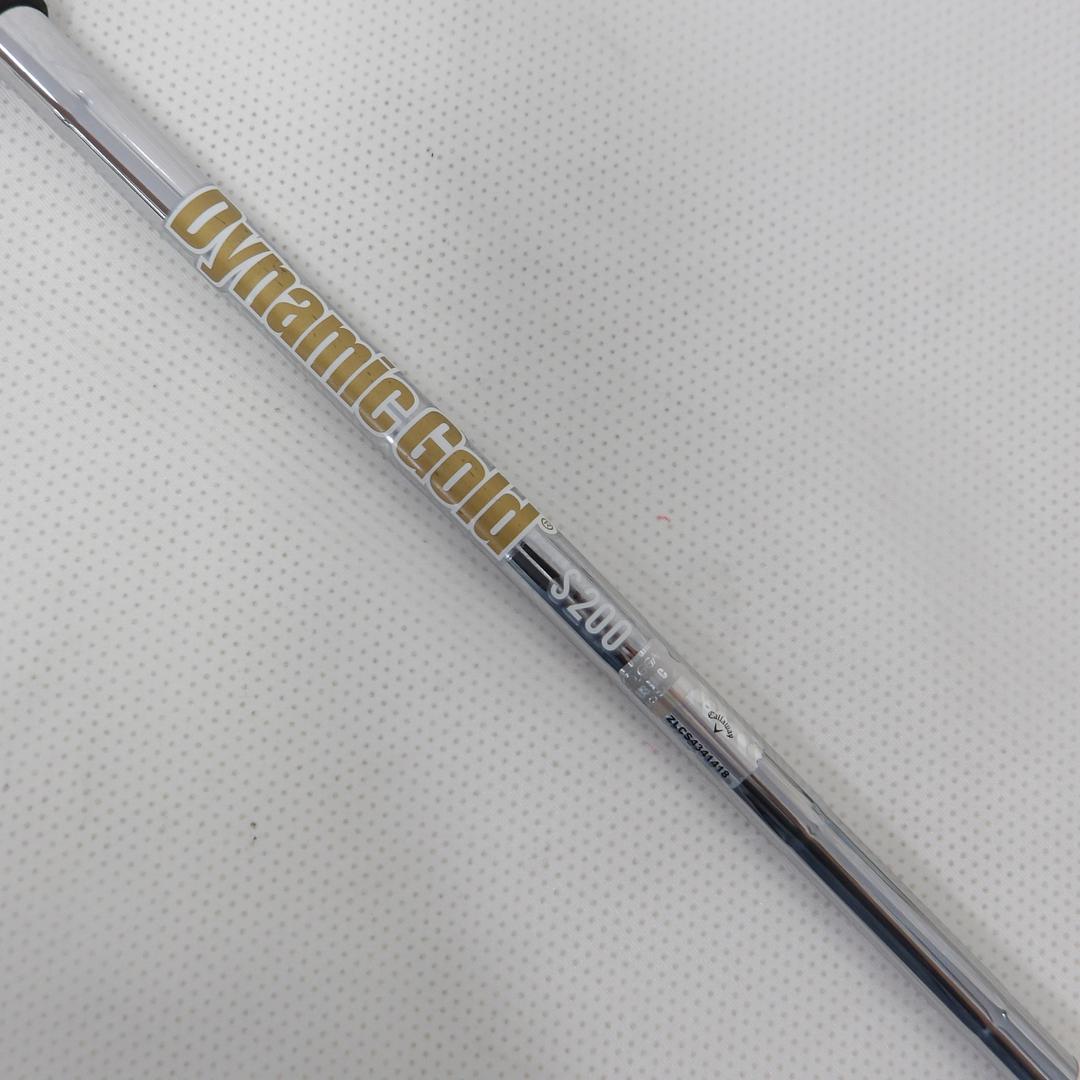 Dynamic Gold®
S200
Callaway
ZLCS4341418